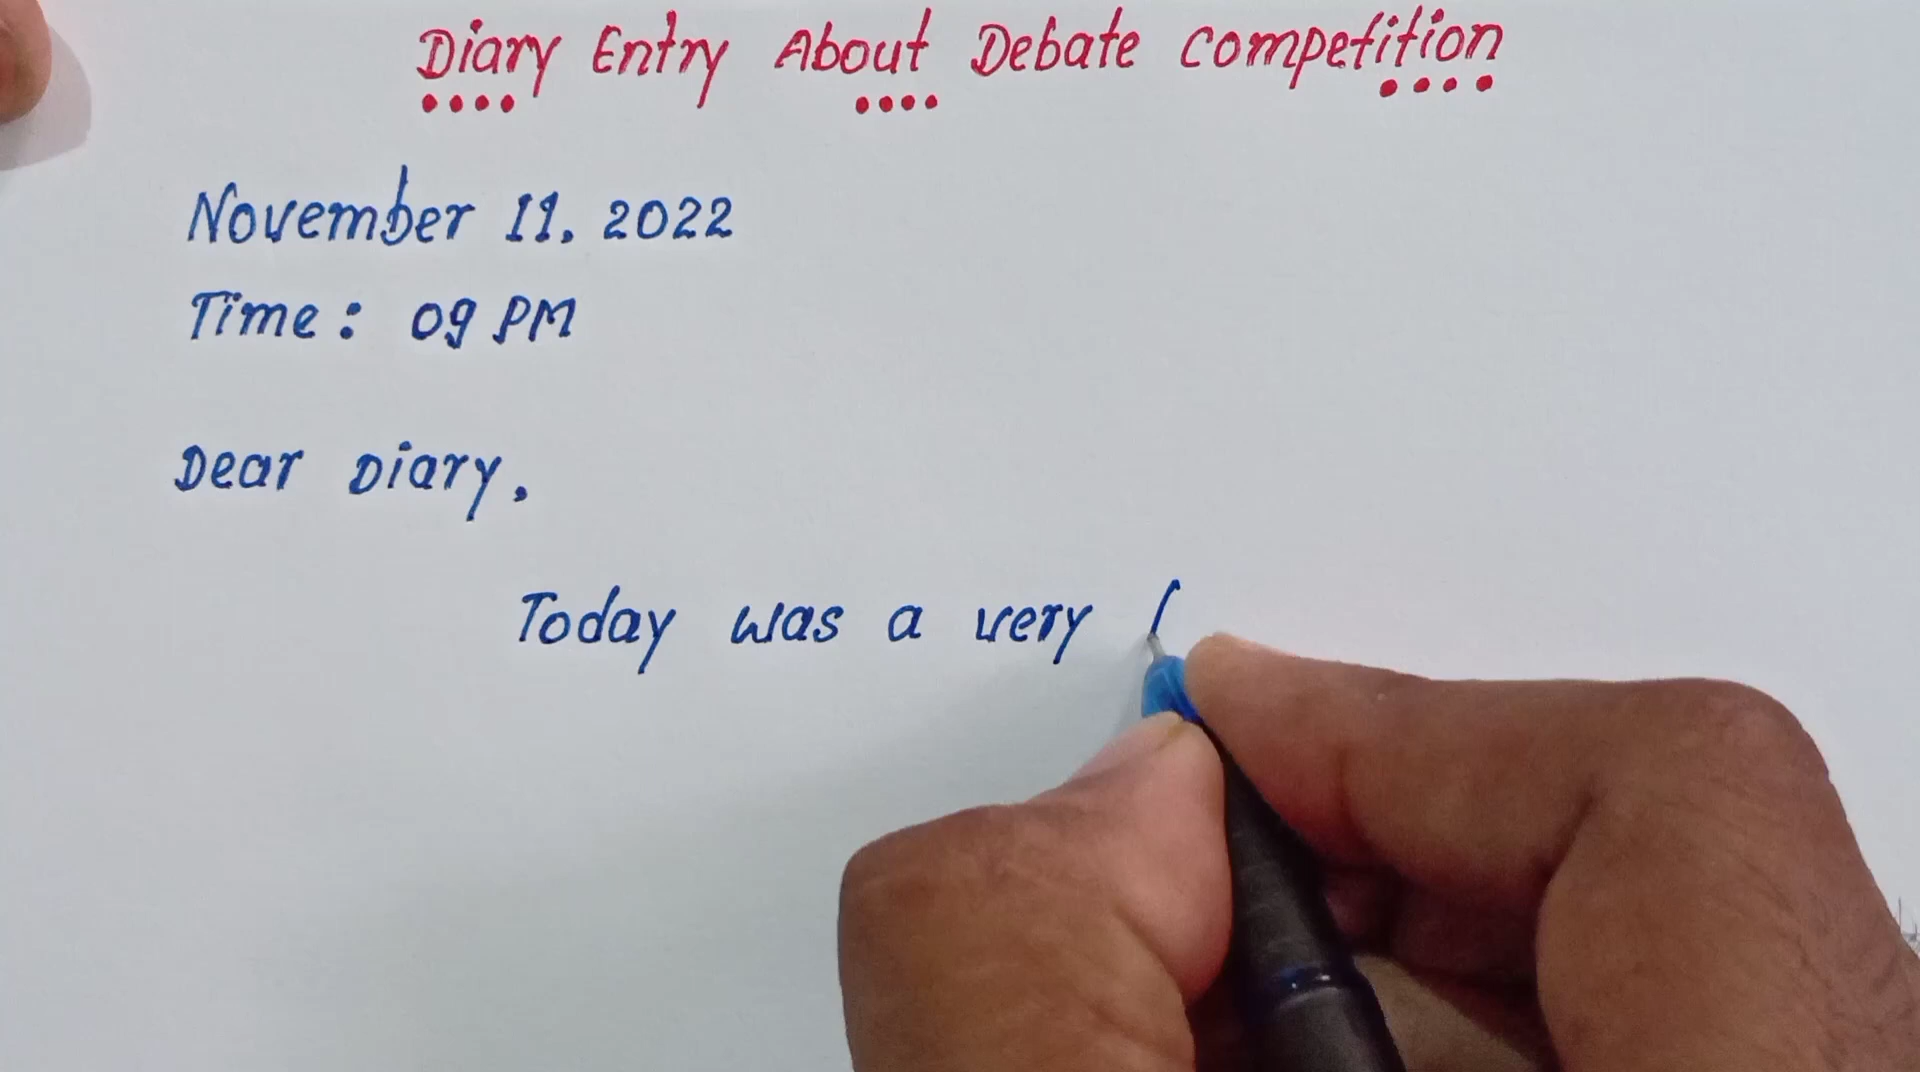 Diary Entry About Debate Competition
November 11. 2022
Time: 09 PM
Dear Diary.
Today was a very